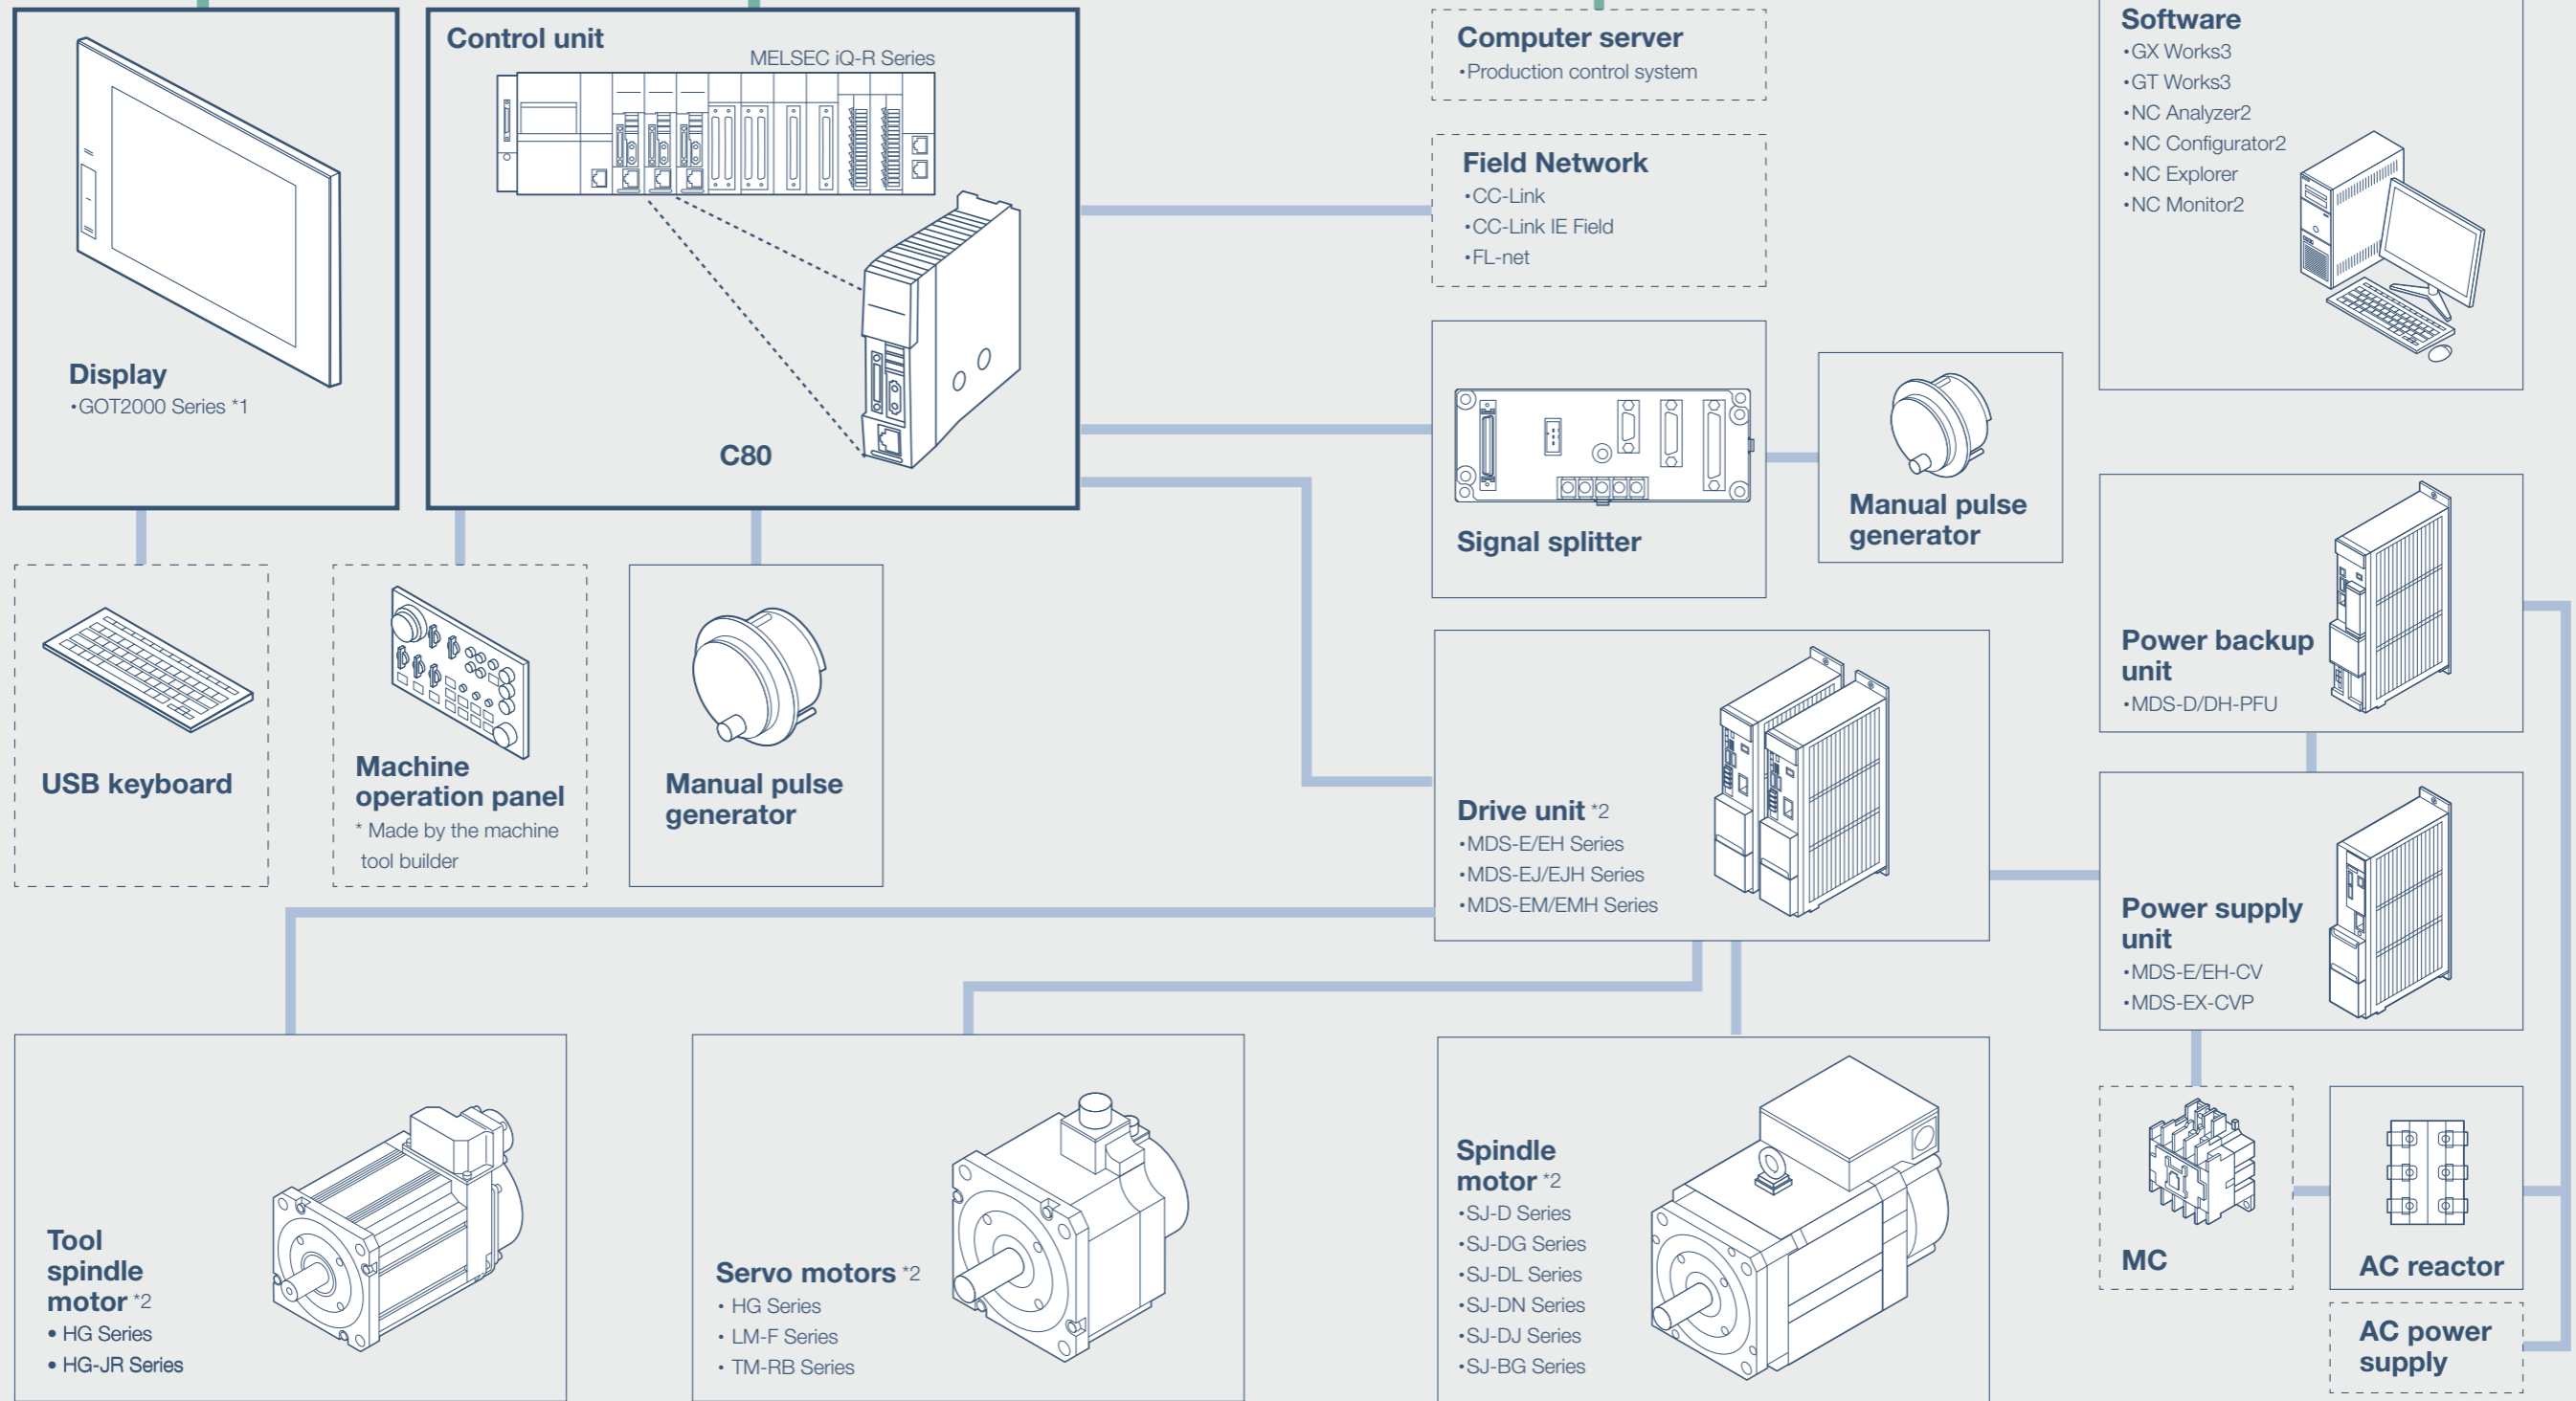 Control unit
MELSEC iQ-R Series
C80
Display
•GOT2000 Series *1
Computer server
•Production control system
Field Network
•CC-Link
•CC-Link IE Field
•FL-net
Software
•GX Works3
•GT Works3
•NC Analyzer2
•NC Configurator2
•NC Explorer
•NC Monitor2
Signal splitter
Manual pulse
generator
USB keyboard
Machine
operation panel
* Made by the machine
tool builder
Manual pulse
generator
Drive unit *2
•MDS-E/EH Series
•MDS-EJ/EJH Series
•MDS-EM/EMH Series
Power backup
unit
•MDS-D/DH-PFU
Power supply
unit
•MDS-E/EH-CV
•MDS-EX-CVP
Tool
spindle
motor *2
• HG Series
• HG-JR Series
Servo motors *2
• HG Series
• LM-F Series
• TM-RB Series
Spindle
motor *2
•SJ-D Series
•SJ-DG Series
•SJ-DL Series
•SJ-DN Series
•SJ-DJ Series
•SJ-BG Series
MC
AC reactor
AC power
supply